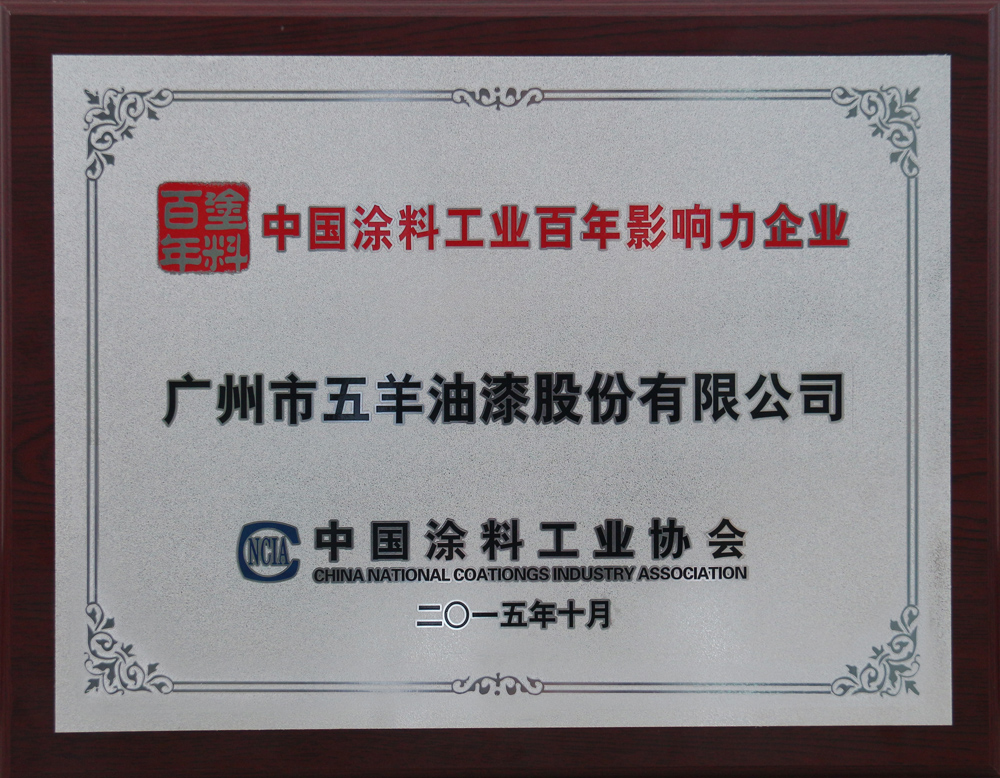 塗料百年
中国涂料工业百年影响力企业
广州市五羊油漆股份有限公司
NCIA
中国涂料工业协会
CHINA NATIONAL COATIONGS INDUSTRY ASSOCIATION
二〇一五年十月